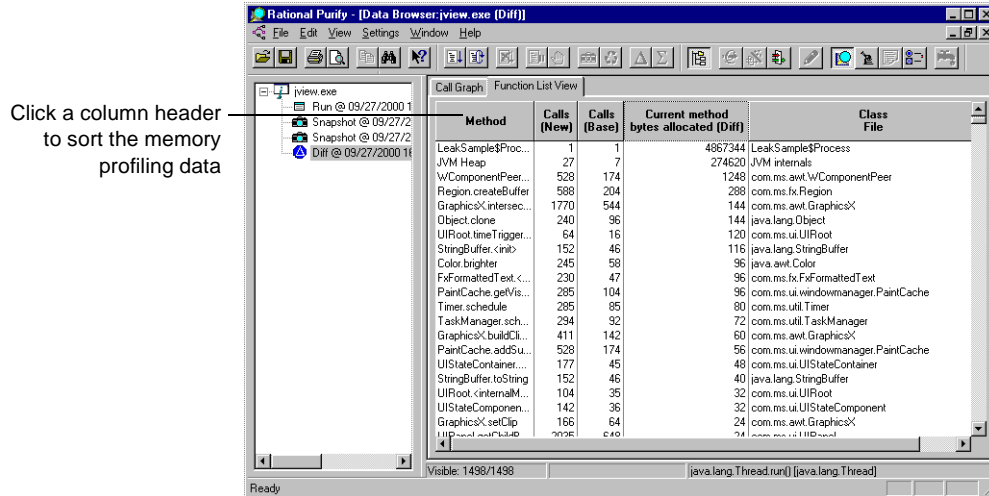 Rational Purify - [Data Browser:jview.exe (Diff)]
File Edit View Settings Window Help
Click a column header
to sort the memory
profiling data
jview.exe
Run @ 09/27/2000 1
Snapshot @ 09/27/2
Snapshot @ 09/27/2
Diff @ 09/27/2000 16
Call Graph Function List View
Method Calls (New) Calls (Base) Current method bytes allocated (Diff) Class File
LeakSample$Proc... 1 1 4867344 LeakSample$Process
JVM Heap 27 7 274620 JVM internals
WComponentPeer... 528 174 1248 com.ms.awt.WComponentPeer
Region.createBuffer 588 204 288 com.ms.fx.Region
GraphicsX.intersec... 1770 544 144 com.ms.awt.GraphicsX
Object.clone 240 96 144 java.lang.Object
UIRoot.timeTrigger... 64 16 120 com.ms.ui.UIRoot
StringBuffer.<init> 152 46 116 java.lang.StringBuffer
Color.brighter 245 58 96 java.awt.Color
FxFormattedText.<... 230 47 96 com.ms.fx.FxFormattedText
PaintCache.getVis... 285 104 96 com.ms.ui.windowmanager.PaintCache
Timer.schedule 285 85 80 com.ms.util.Timer
TaskManager.sch... 294 92 72 com.ms.util.TaskManager
GraphicsX.buildCli... 411 142 60 com.ms.awt.GraphicsX
PaintCache.addSu... 528 174 56 com.ms.ui.windowmanager.PaintCache
UIStateContainer.... 177 45 48 com.ms.ui.UIStateContainer
StringBuffer.toString 152 46 40 java.lang.StringBuffer
UIRoot.<internalM... 104 35 32 com.ms.ui.UIRoot
UIStateComponen... 142 36 32 com.ms.ui.UIStateComponent
GraphicsX.setClip 166 64 24 com.ms.awt.GraphicsX
UIPanel.getChildB... 2035 648 24 com.ms.ui.UIPanel
Visible: 1498/1498 java.lang.Thread.run() [java.lang.Thread]
Ready